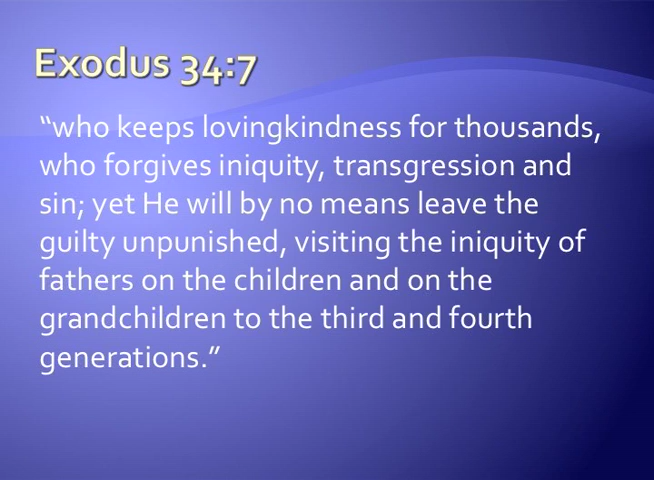 Exodus 34:7
“who keeps lovingkindness for thousands,
who forgives iniquity, transgression and
sin; yet He will by no means leave the
guilty unpunished, visiting the iniquity of
fathers on the children and on the
grandchildren to the third and fourth
generations.”